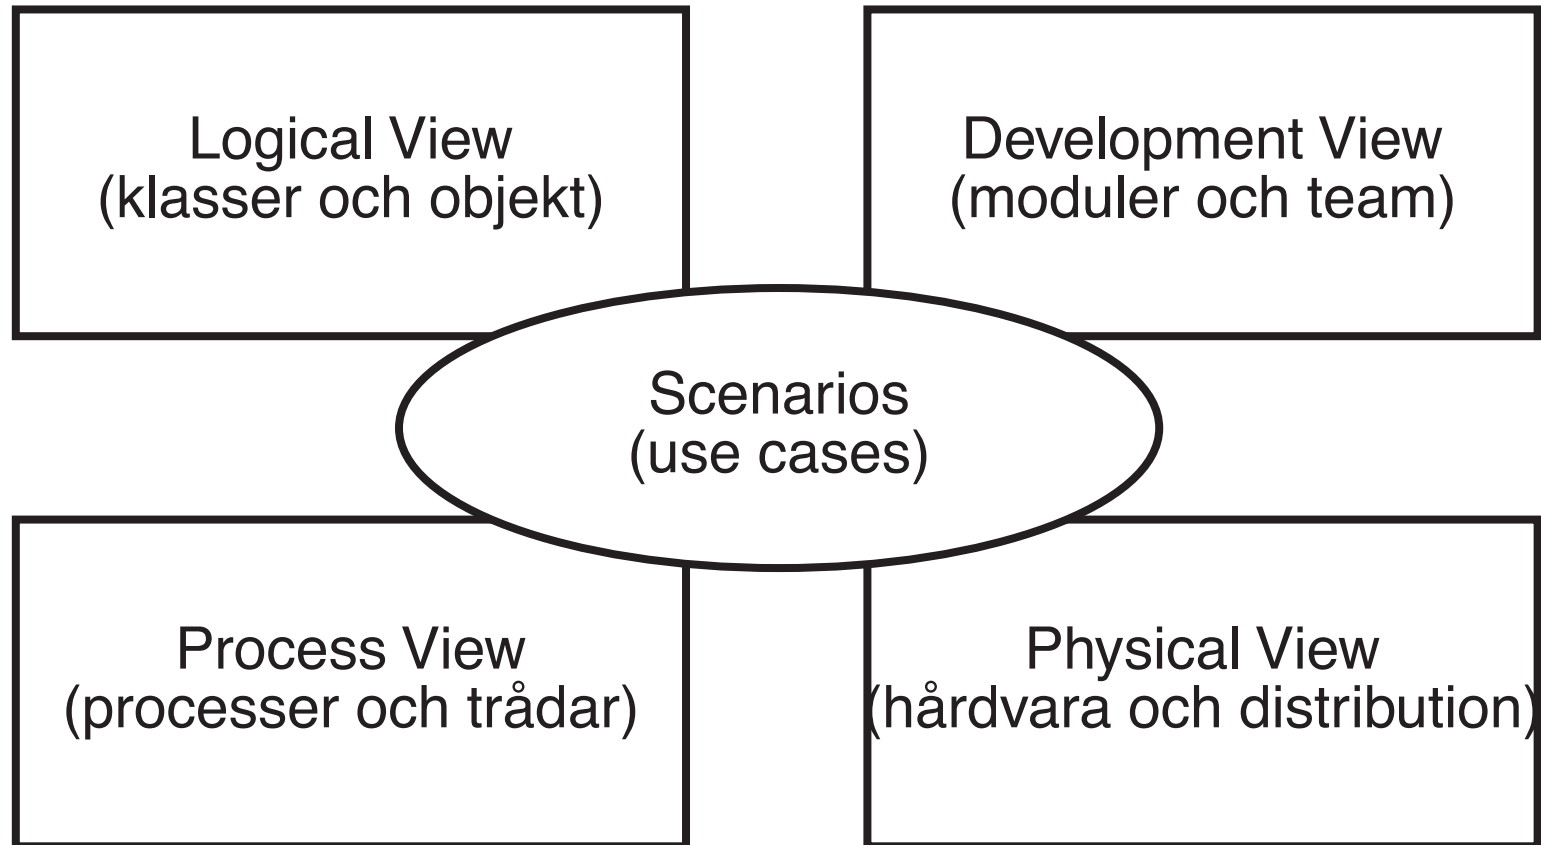 Logical View
(klasser och objekt)
Development View
(moduler och team)
Scenarios
(use cases)
Process View
(processer och trådar)
Physical View
(hårdvara och distribution)